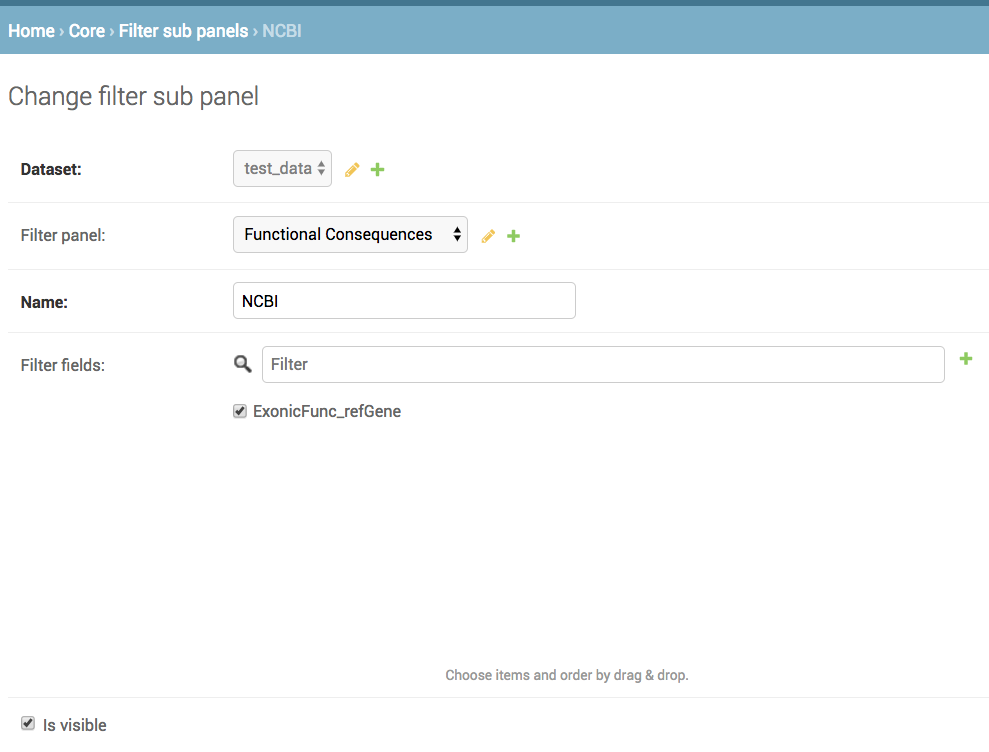 Home › Core › Filter sub panels › NCBI
Change filter sub panel
Dataset: test_data
Filter panel: Functional Consequences
Name: NCBI
Filter fields: Filter
ExonicFunc_refGene
Choose items and order by drag & drop.
Is visible